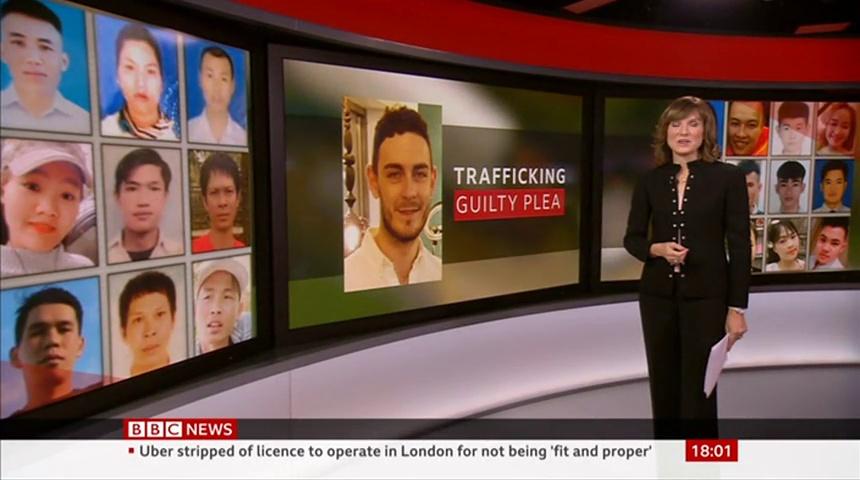 TRAFFICKING
GUILTY PLEA
BBC NEWS
Uber stripped of licence to operate in London for not being 'fit and proper' 18:01